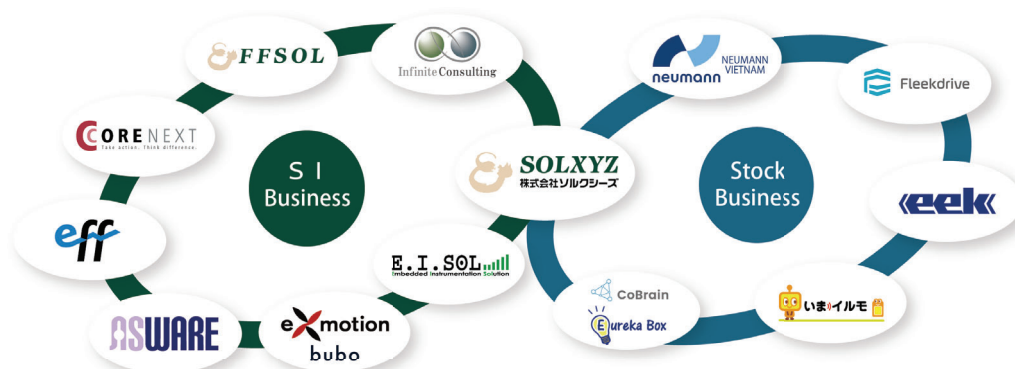 FFSOL
Infinite Consulting
CORENEXT
Take Action. Think difference.
eff
ASWARE
eXmotion
bubo
E.I.SOL
Embedded Instrumentation Solution
S I
Business
SOLXYZ
株式会社ソルクシーズ
neumann
NEUMANN
VIETNAM
Fleekdrive
eek
いまイルモ
CoBrain
Eureka Box
Stock
Business